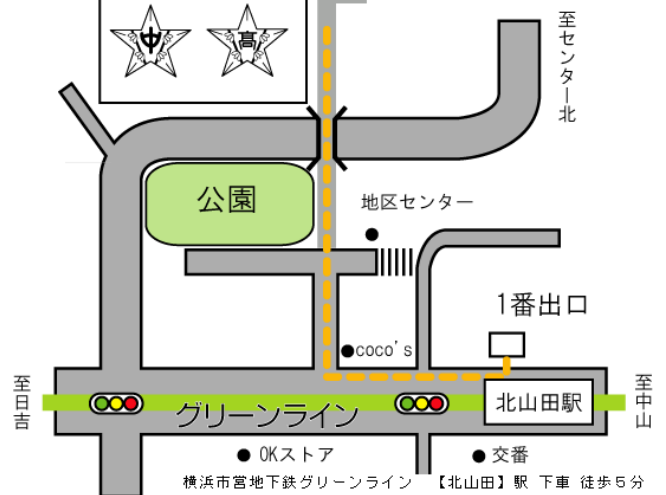 中
高
至センター北
公園
地区センター
1番出口
coco's
至日吉
至中山
グリーンライン
北山田駅
OKストア
交番
横浜市営地下鉄グリーンライン 【北山田】駅 下車 徒歩5分